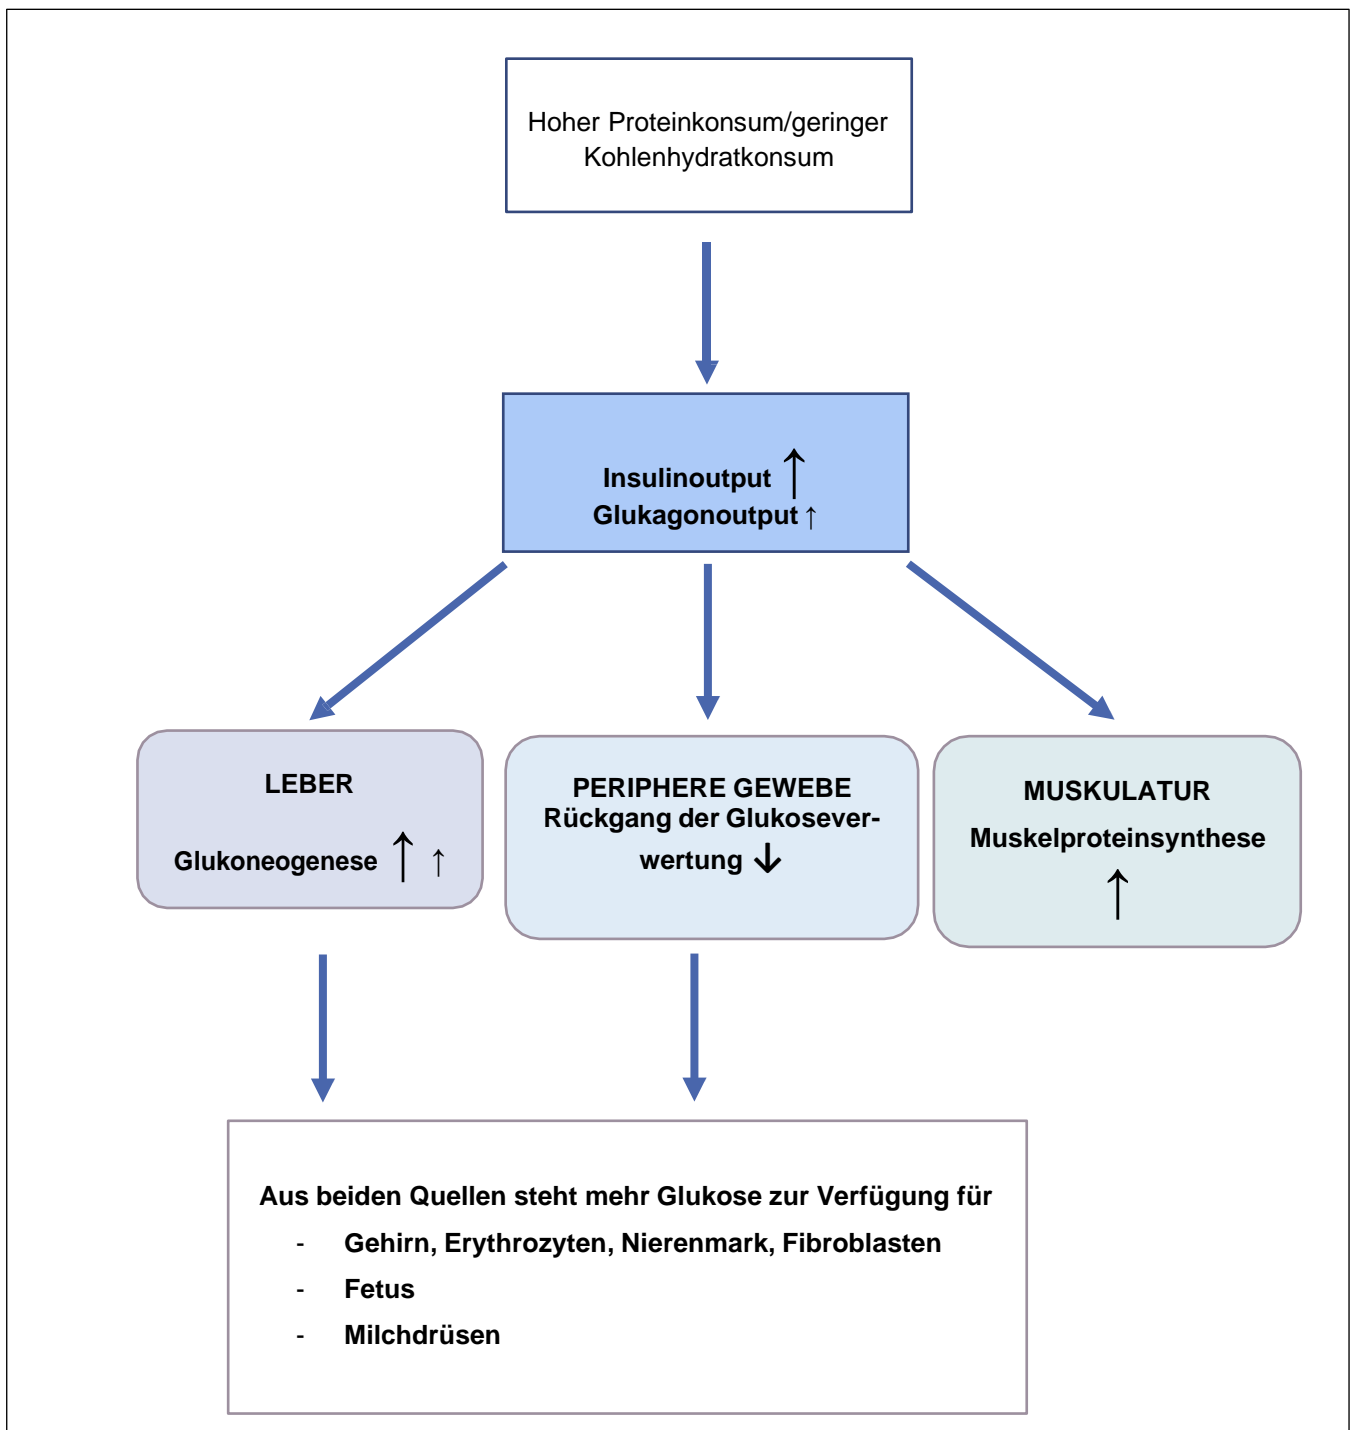 Hoher Proteinkonsum/geringer
Kohlenhydratkonsum
Insulinoutput ↑
Glukagonoutput ↑
LEBER
Glukoneogenese ↑ ↑
PERIPHERE GEWEBE
Rückgang der Glukosever-
wertung ↓
MUSKULATUR
Muskelproteinsynthese
↑
Aus beiden Quellen steht mehr Glukose zur Verfügung für
- Gehirn, Erythrozyten, Nierenmark, Fibroblasten
- Fetus
- Milchdrüsen